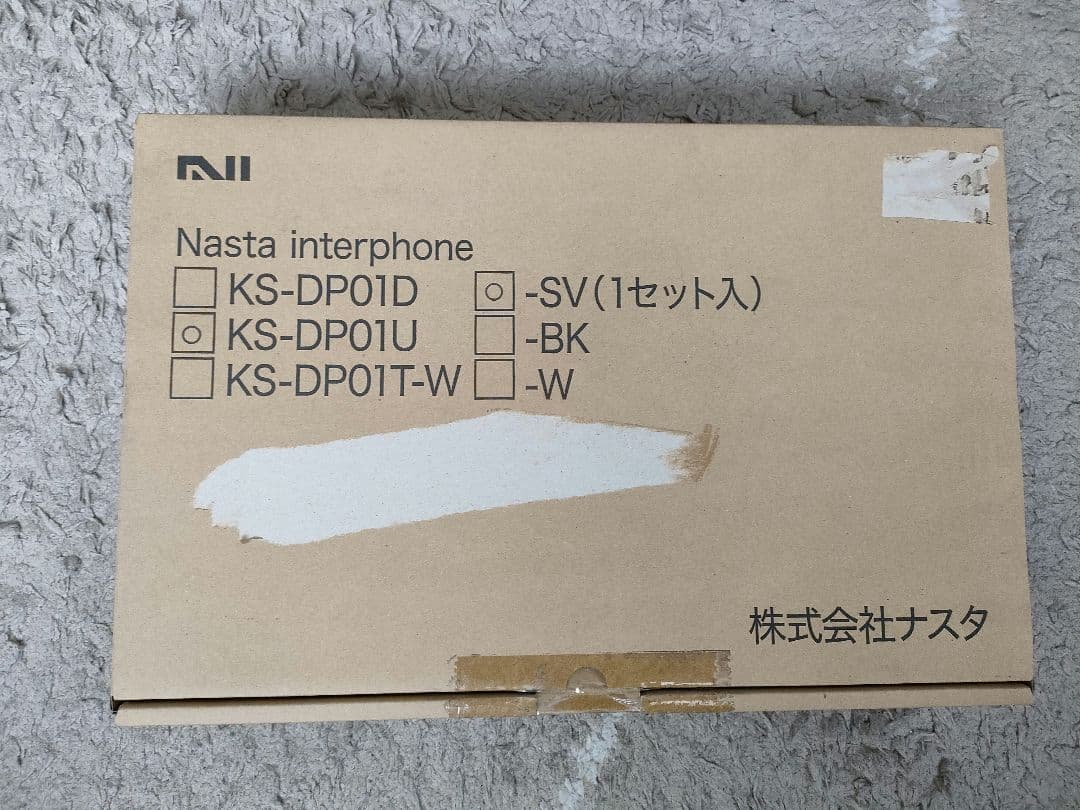 Nasta interphone
□ KS-DP01D ◎ -SV(1セット入)
◎ KS-DP01U □ -BK
□ KS-DP01T-W □ -W
株式会社ナスタ